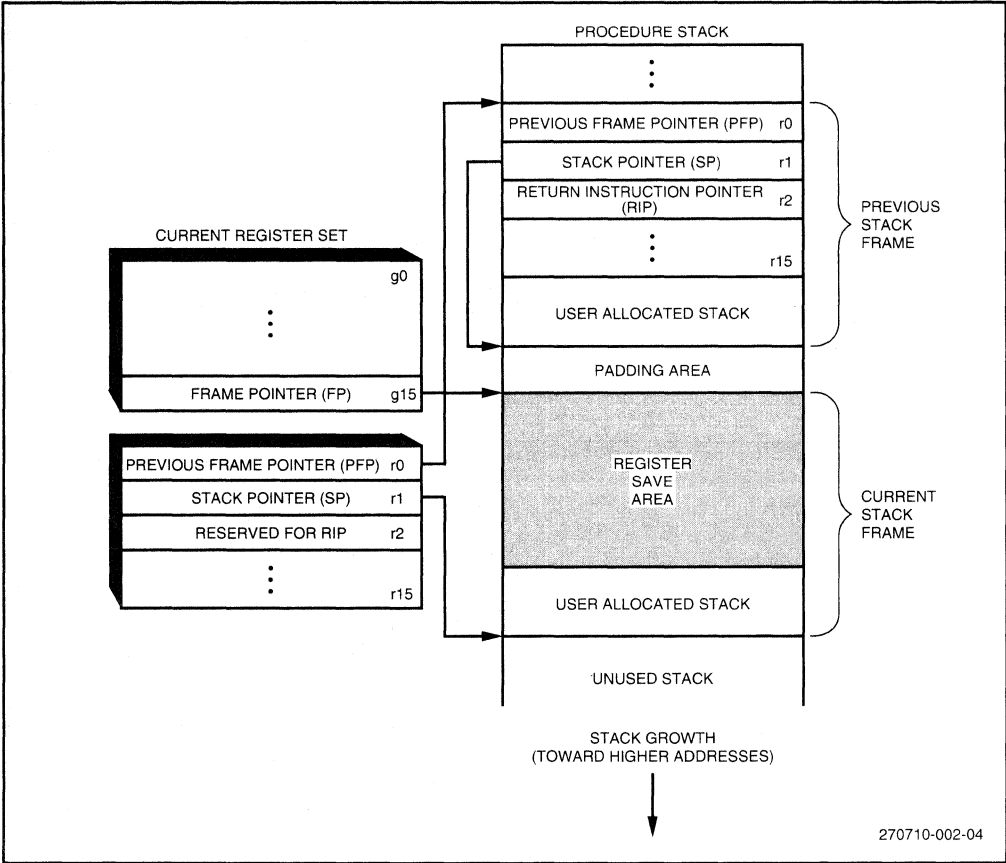 PROCEDURE STACK
PREVIOUS FRAME POINTER (PFP) r0
STACK POINTER (SP) r1
RETURN INSTRUCTION POINTER
(RIP) r2
r15
USER ALLOCATED STACK
PREVIOUS
STACK
FRAME
PADDING AREA
CURRENT REGISTER SET
g0
FRAME POINTER (FP) g15
PREVIOUS FRAME POINTER (PFP) r0
STACK POINTER (SP) r1
RESERVED FOR RIP r2
r15
REGISTER
SAVE
AREA
USER ALLOCATED STACK
CURRENT
STACK
FRAME
UNUSED STACK
STACK GROWTH
(TOWARD HIGHER ADDRESSES)
270710-002-04